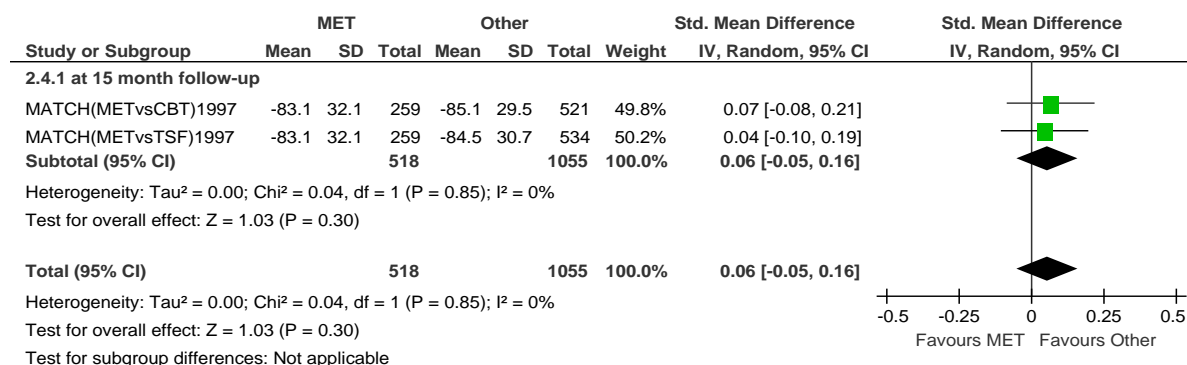 MET Other Std. Mean Difference Std. Mean Difference
Study or Subgroup Mean SD Total Mean SD Total Weight IV, Random, 95% CI IV, Random, 95% CI
2.4.1 at 15 month follow-up
MATCH(METvsCBT)1997 -83.1 32.1 259 -85.1 29.5 521 49.8% 0.07 [-0.08, 0.21]
MATCH(METvsTSF)1997 -83.1 32.1 259 -84.5 30.7 534 50.2% 0.04 [-0.10, 0.19]
Subtotal (95% CI) 518 1055 100.0% 0.06 [-0.05, 0.16]
Heterogeneity: Tau² = 0.00; Chi² = 0.04, df = 1 (P = 0.85); I² = 0%
Test for overall effect: Z = 1.03 (P = 0.30)
Total (95% CI) 518 1055 100.0% 0.06 [-0.05, 0.16]
Heterogeneity: Tau² = 0.00; Chi² = 0.04, df = 1 (P = 0.85); I² = 0%
Test for overall effect: Z = 1.03 (P = 0.30)
Test for subgroup differences: Not applicable
-0.5 -0.25 0 0.25 0.5
Favours MET Favours Other